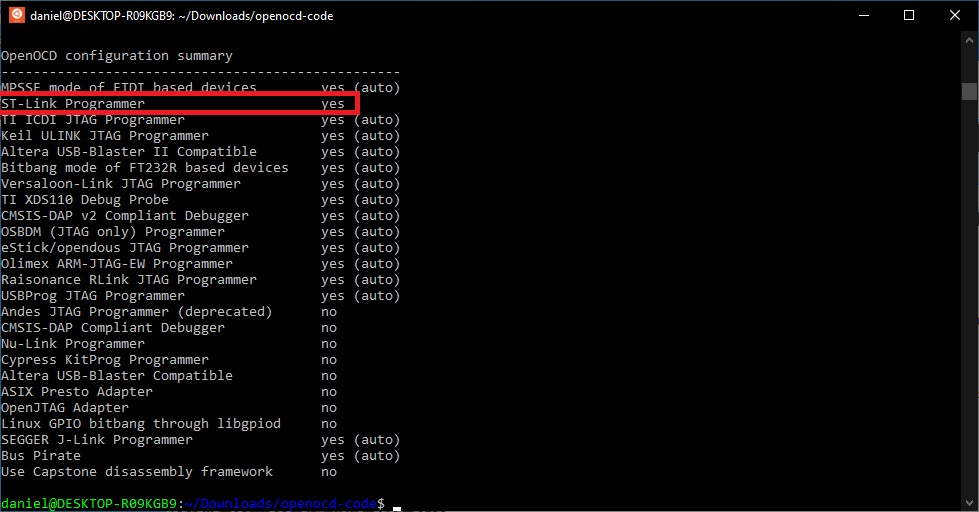 daniel@DESKTOP-R09KGB9: ~/Downloads/openocd-code
OpenOCD configuration summary
--------------------------------------------------
MPSSE mode of FTDI based devices        yes (auto)
ST-Link Programmer                      yes
TI ICDI JTAG Programmer                 yes (auto)
Keil ULINK JTAG Programmer              yes (auto)
Altera USB-Blaster II Compatible        yes (auto)
Bitbang mode of FT232R based devices    yes (auto)
Versaloon-Link JTAG Programmer          yes (auto)
TI XDS110 Debug Probe                   yes (auto)
CMSIS-DAP v2 Compliant Debugger         yes (auto)
OSBDM (JTAG only) Programmer            yes (auto)
eStick/opendous JTAG Programmer         yes (auto)
Olimex ARM-JTAG-EW Programmer           yes (auto)
Raisonance RLink JTAG Programmer        yes (auto)
USBProg JTAG Programmer                 yes (auto)
Andes JTAG Programmer (deprecated)      no
CMSIS-DAP Compliant Debugger            no
Nu-Link Programmer                      no
Cypress KitProg Programmer              no
Altera USB-Blaster Compatible           no
ASIX Presto Adapter                     no
OpenJTAG Adapter                        no
Linux GPIO bitbang through libgpiod     no
SEGGER J-Link Programmer                yes (auto)
Bus Pirate                              yes (auto)
Use Capstone disassembly framework      no
daniel@DESKTOP-R09KGB9:~/Downloads/openocd-code$